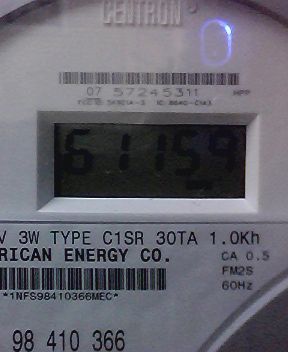 CENTRON®
07 57245311 HPP
61159
V 3W TYPE C1SR 30TA 1.0Kh
RICAN ENERGY CO. CA 0.5
FM2S
*1NFS98410366MEC* 60Hz
98 410 366